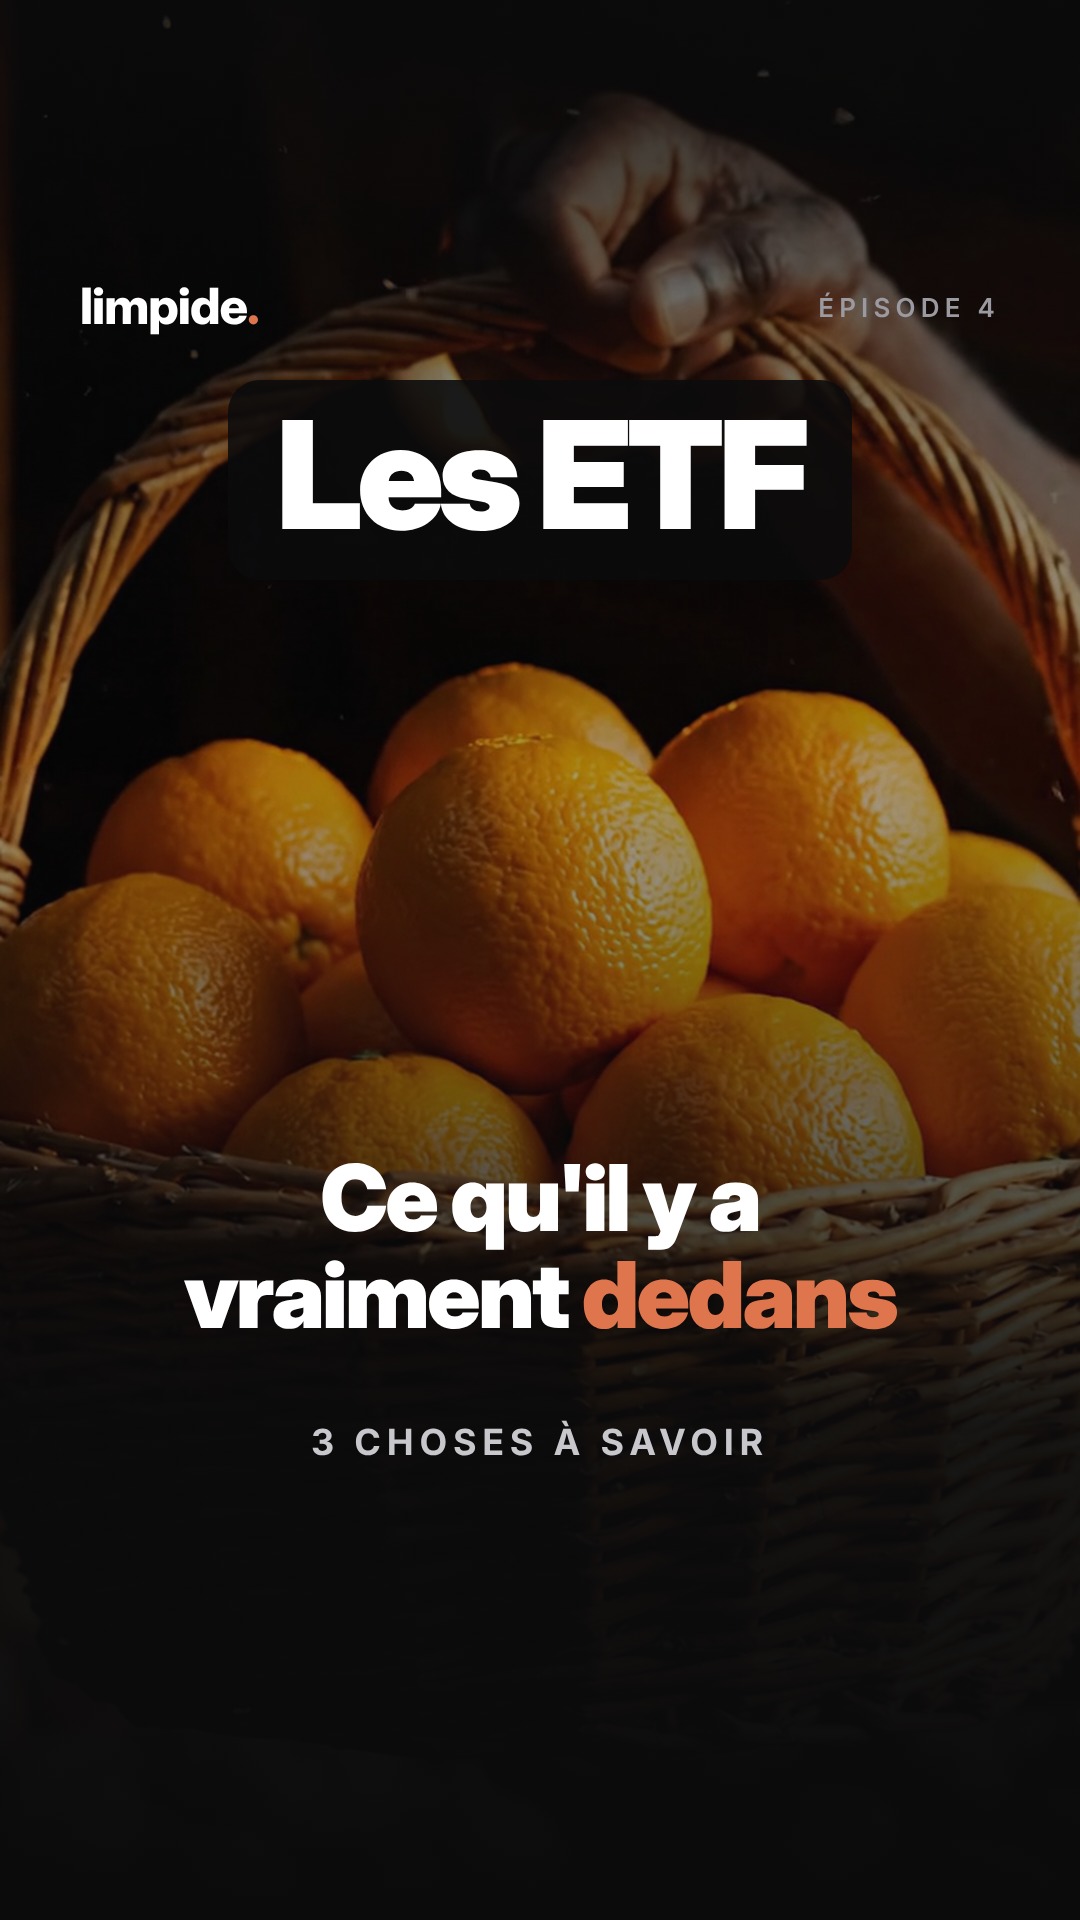 limpide.
ÉPISODE 4
Les ETF
Ce qu'il y a
vraiment dedans
3 CHOSES À SAVOIR